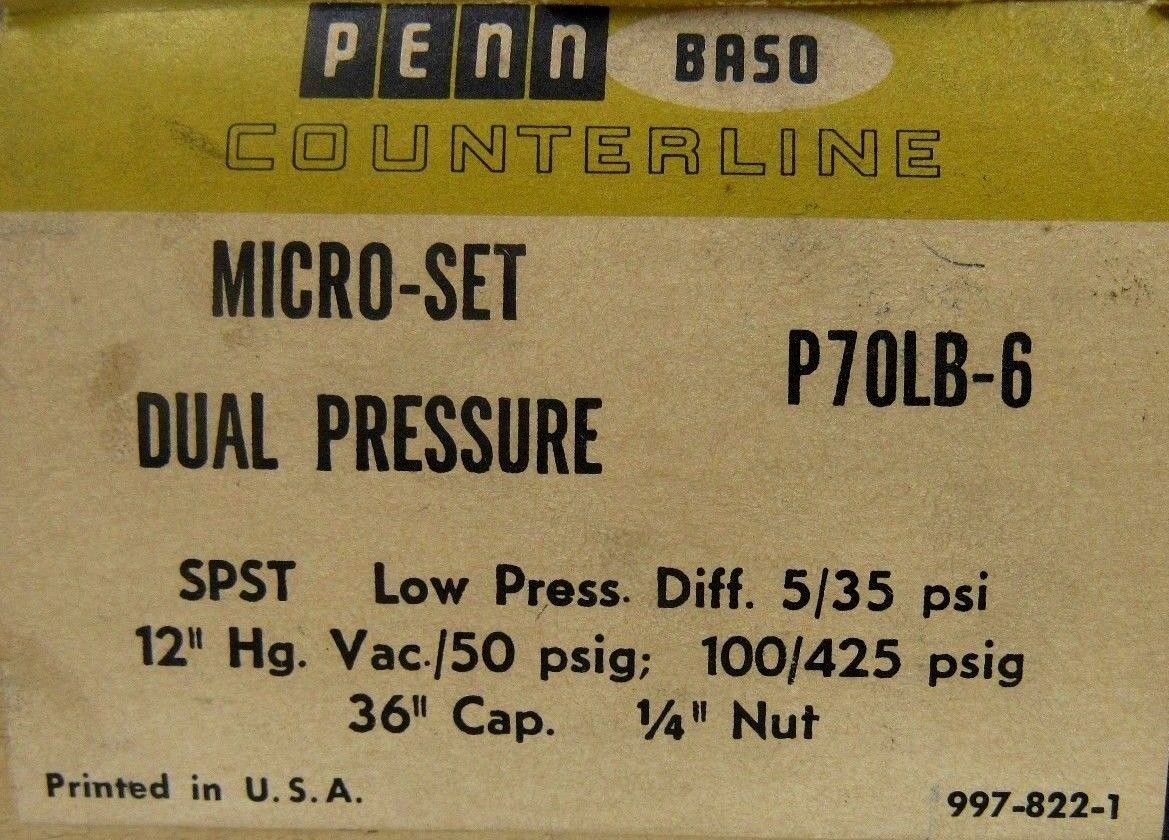 PENN BASO
COUNTERLINE
MICRO-SET
P70LB-6
DUAL PRESSURE
SPST Low Press. Diff. 5/35 psi
12" Hg. Vac./50 psig; 100/425 psig
36" Cap. 1/4" Nut
Printed in U.S.A.
997-822-1